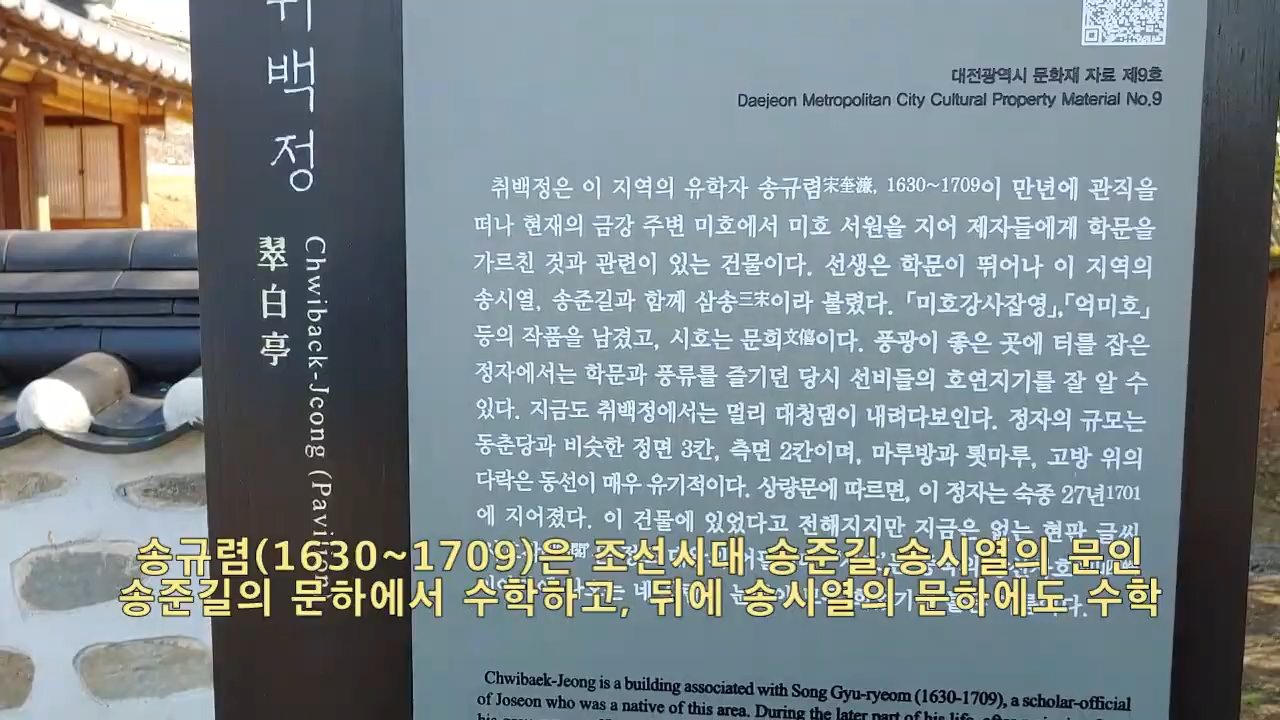 취백정
翠白亭
Chwibaek-Jeong (Pavilion
대전광역시 문화재 자료 제9호
Daejeon Metropolitan City Cultural Property Material No.9
취백정은 이 지역의 유학자 송규렴宋奎濂, 1630~1709이 만년에 관직을
떠나 현재의 금강 주변 미호에서 미호 서원을 지어 제자들에게 학문을
가르친 것과 관련이 있는 건물이다. 선생은 학문이 뛰어나 이 지역의
송시열, 송준길과 함께 삼송三宋이라 불렸다. 「미호강사잡영」,「억미호」
등의 작품을 남겼고, 시호는 문희文僖이다. 풍광이 좋은 곳에 터를 잡은
정자에서는 학문과 풍류를 즐기던 당시 선비들의 호연지기를 잘 알 수
있다. 지금도 취백정에서는 멀리 대청댐이 내려다보인다. 정자의 규모는
동춘당과 비슷한 정면 3칸, 측면 2칸이며, 마루방과 툇마루, 고방 위의
다락은 동선이 매우 유기적이다. 상량문에 따르면, 이 정자는 숙종 27년1701
에 지어졌다. 이 건물에 있었다고 전해지지만 지금은 없는 현판 글씨
송규렴(1630~1709)은 조선시대 송준길,송시열의 문인
송준길의 문하에서 수학하고, 뒤에 송시열의 문하에도 수학
Chwibaek-Jeong is a building associated with Song Gyu-ryeom (1630-1709), a scholar-official
of Joseon who was a native of this area. During the later part of his life, after